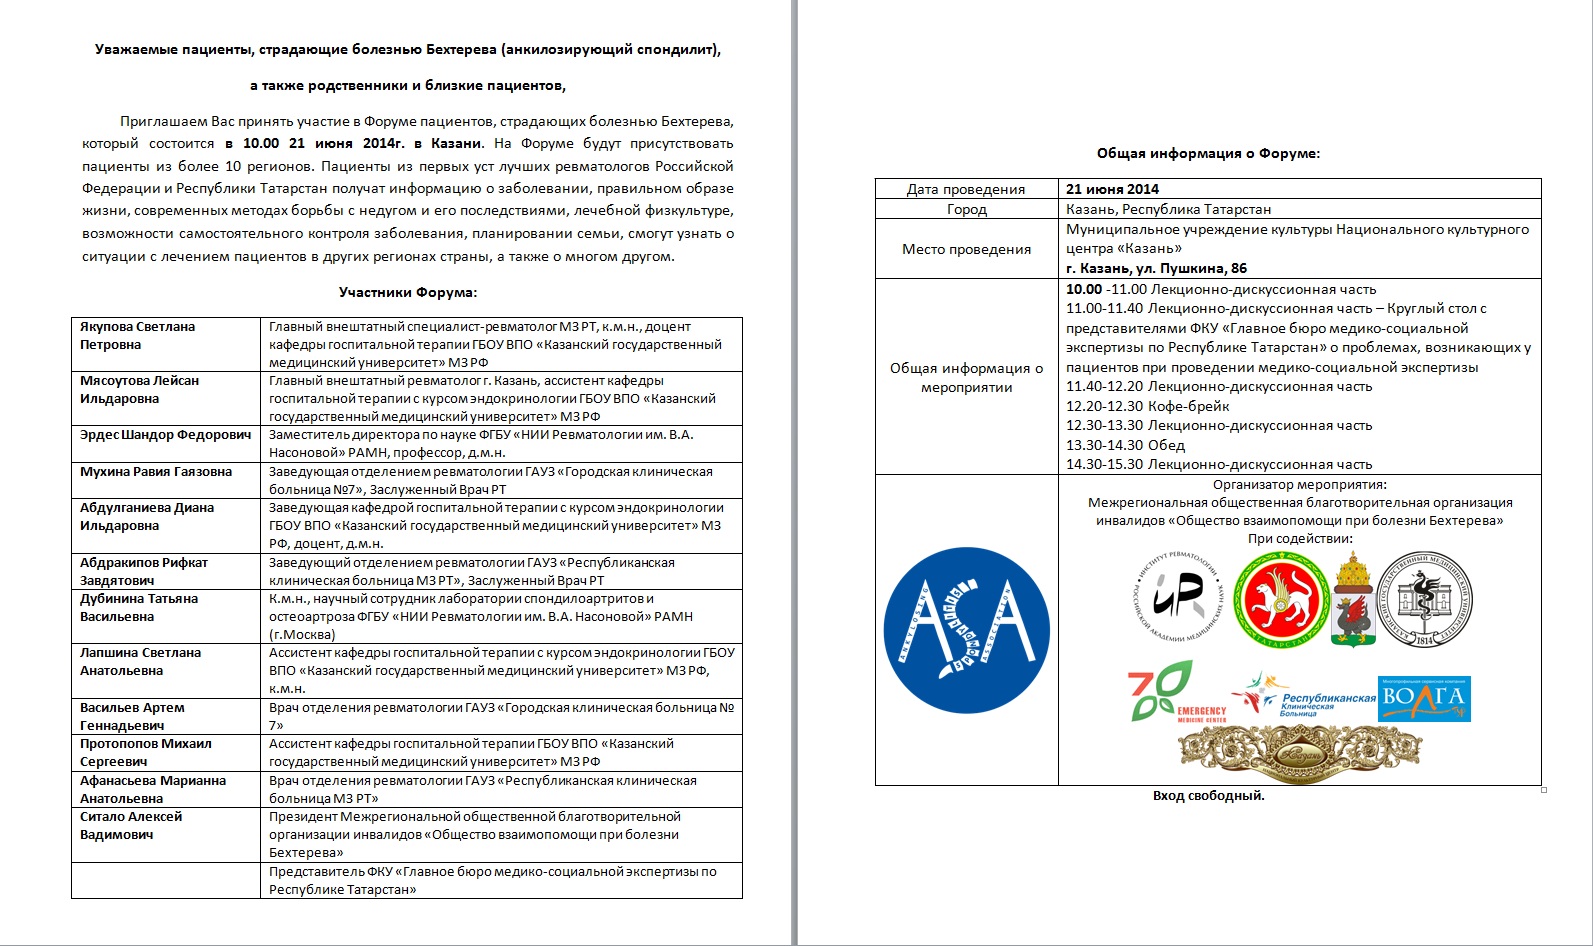 Уважаемые пациенты, страдающие болезнью Бехтерева (анкилозирующий спондилит),
а также родственники и близкие пациентов,
Приглашаем Вас принять участие в Форуме пациентов, страдающих болезнью Бехтерева,
который состоится в 10.00 21 июня 2014г. в Казани. На Форуме будут присутствовать
пациенты из более 10 регионов. Пациенты из первых уст лучших ревматологов Российской
Федерации и Республики Татарстан получат информацию о заболевании, правильном образе
жизни, современных методах борьбы с недугом и его последствиями, лечебной физкультуре,
возможности самостоятельного контроля заболевания, планировании семьи, смогут узнать о
ситуации с лечением пациентов в других регионах страны, а также о многом другом.
Участники Форума:
Якупова Светлана
Петровна
Главный внештатный специалист-ревматолог МЗ РТ, к.м.н., доцент
кафедры госпитальной терапии ГБОУ ВПО «Казанский государственный
медицинский университет» МЗ РФ
Мясоутова Лейсан
Ильдаровна
Главный внештатный ревматолог г. Казань, ассистент кафедры
госпитальной терапии с курсом эндокринологии ГБОУ ВПО «Казанский
государственный медицинский университет» МЗ РФ
Эрдес Шандор Федорович
Заместитель директора по науке ФГБУ «НИИ Ревматологии им. В.А.
Насоновой» РАМН, профессор, д.м.н.
Мухина Равия Гаязовна
Заведующая отделением ревматологии ГАУЗ «Городская клиническая
больница №7», Заслуженный Врач РТ
Абдулганиева Диана
Ильдаровна
Заведующая кафедрой госпитальной терапии с курсом эндокринологии
ГБОУ ВПО «Казанский государственный медицинский университет» МЗ
РФ, доцент, д.м.н.
Абдракипов Рифкат
Завдятович
Заведующий отделением ревматологии ГАУЗ «Республиканская
клиническая больница МЗ РТ», Заслуженный Врач РТ
Дубинина Татьяна
Васильевна
К.м.н., научный сотрудник лаборатории спондилоартритов и
остеоартроза ФГБУ «НИИ Ревматологии им. В.А. Насоновой» РАМН
(г.Москва)
Лапшина Светлана
Анатольевна
Ассистент кафедры госпитальной терапии с курсом эндокринологии ГБОУ
ВПО «Казанский государственный медицинский университет» МЗ РФ,
к.м.н.
Васильев Артем
Геннадьевич
Врач отделения ревматологии ГАУЗ «Городская клиническая больница №
7»
Протопопов Михаил
Сергеевич
Ассистент кафедры госпитальной терапии ГБОУ ВПО «Казанский
государственный медицинский университет» МЗ РФ
Афанасьева Марианна
Анатольевна
Врач отделения ревматологии ГАУЗ «Республиканская клиническая
больница МЗ РТ»
Ситало Алексей
Вадимович
Президент Межрегиональной общественной благотворительной
организации инвалидов «Общество взаимопомощи при болезни
Бехтерева»
Представитель ФКУ «Главное бюро медико-социальной экспертизы по
Республике Татарстан»
Общая информация о Форуме:
Дата проведения
21 июня 2014
Город
Казань, Республика Татарстан
Место проведения
Муниципальное учреждение культуры Национального культурного
центра «Казань»
г. Казань, ул. Пушкина, 86
Общая информация о
мероприятии
10.00 -11.00 Лекционно-дискуссионная часть
11.00-11.40 Лекционно-дискуссионная часть – Круглый стол с
представителями ФКУ «Главное бюро медико-социальной
экспертизы по Республике Татарстан» о проблемах, возникающих у
пациентов при проведении медико-социальной экспертизы
11.40-12.20 Лекционно-дискуссионная часть
12.20-12.30 Кофе-брейк
12.30-13.30 Лекционно-дискуссионная часть
13.30-14.30 Обед
14.30-15.30 Лекционно-дискуссионная часть
ASA
ANKYLOSING
SPONDYLITIS
ASSOCIATION
Организатор мероприятия:
Межрегиональная общественная благотворительная организация
инвалидов «Общество взаимопомощи при болезни Бехтерева»
При содействии:
ИНСТИТУТ РЕВМАТОЛОГИИ
РОССИЙСКОЙ АКАДЕМИИ МЕДИЦИНСКИХ НАУК
ТАТАРСТАН
КАЗАНСКИЙ ГОСУДАРСТВЕННЫЙ МЕДИЦИНСКИЙ УНИВЕРСИТЕТ
1814
70
EMERGENCY
MEDICINE CENTER
Республиканская
Клиническая
Больница
Многопрофильная сервисная компания
ВОЛГА
тур
Казань
Вход свободный.